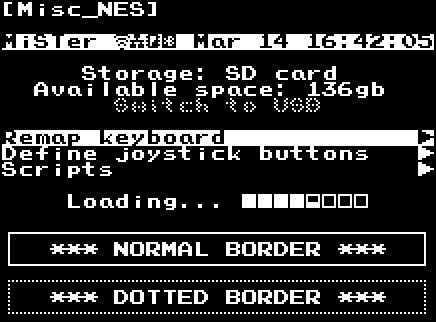 [Misc_NES]
MiSTer Mar 14 16:42:05
Storage: SD card
Available space: 136gb
Switch to USB
Remap keyboard ►
Define joystick buttons ►
Scripts ►
Loading...
*** NORMAL BORDER ***
*** DOTTED BORDER ***